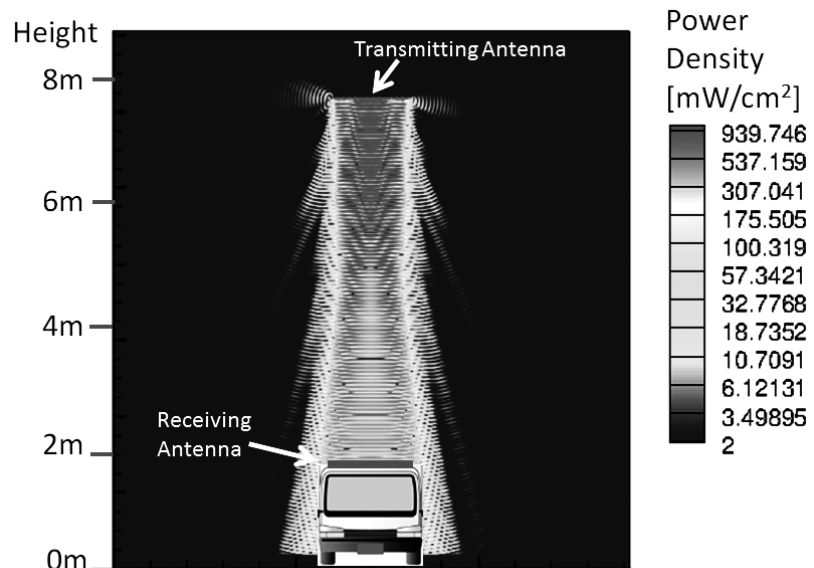 Height
8m
6m
4m
2m
0m
Transmitting Antenna
Receiving
Antenna
Power
Density
[mW/cm²]
939.746
537.159
307.041
175.505
100.319
57.3421
32.7768
18.7352
10.7091
6.12131
3.49895
2